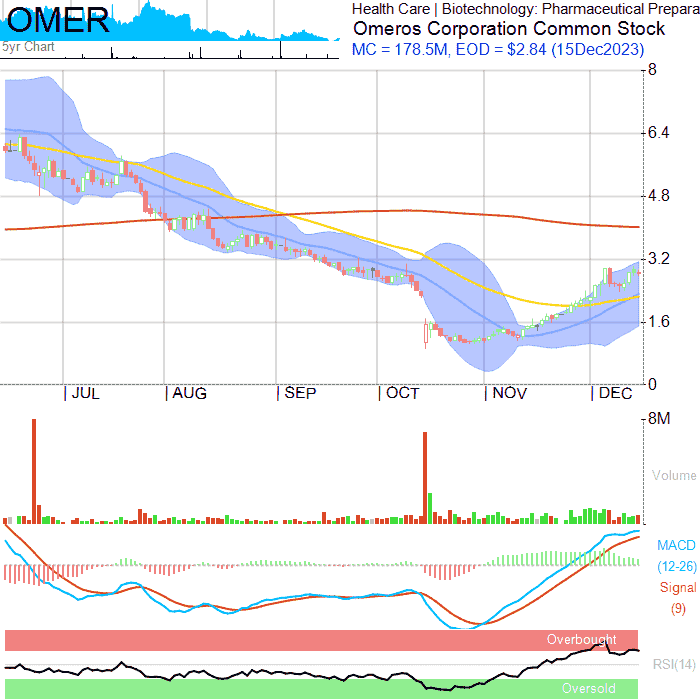 OMER
5yr Chart
Health Care | Biotechnology: Pharmaceutical Prepara
Omeros Corporation Common Stock
MC = 178.5M, EOD = $2.84 (15Dec2023)
8
6.4
4.8
3.2
1.6
0
| JUL | AUG | SEP | OCT | NOV | DEC
8M
Volume
MACD
(12-26)
Signal
(9)
Overbought
RSI(14)
Oversold